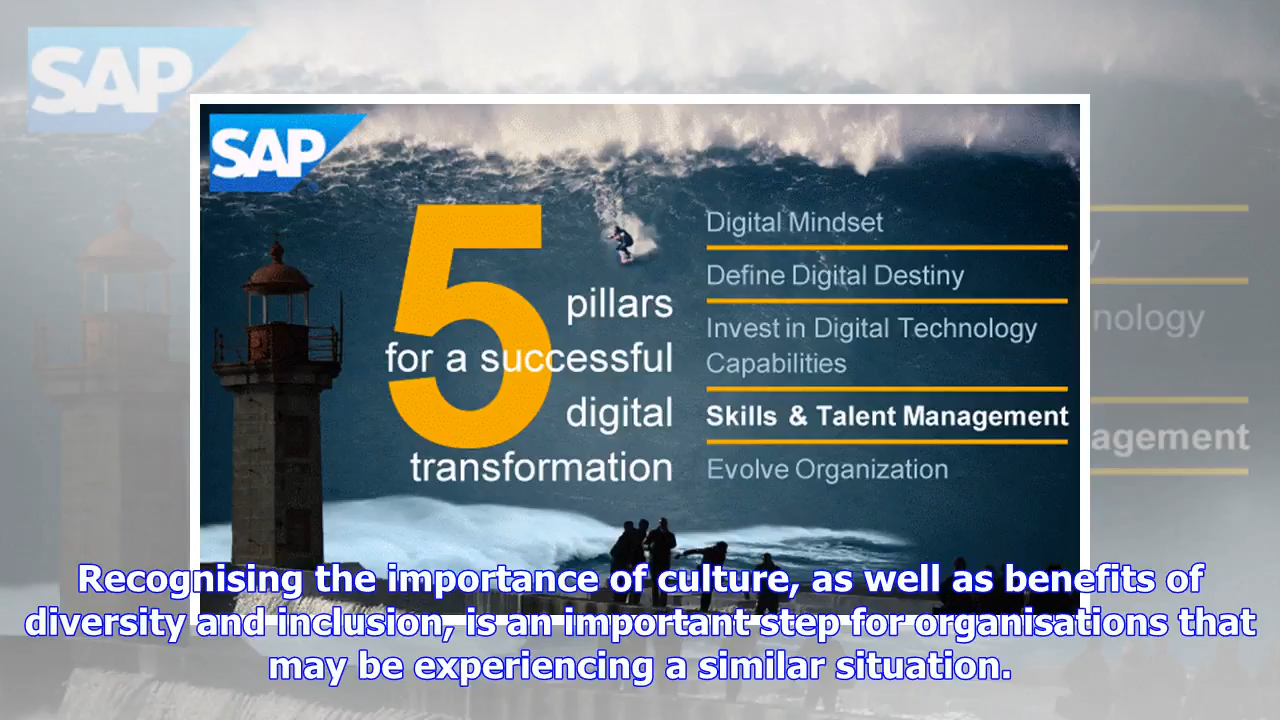 SAP
SAP
5
pillars
for a successful
digital
transformation
Digital Mindset
Define Digital Destiny
Invest in Digital Technology
Capabilities
Skills & Talent Management
Evolve Organization
nology
agement
Recognising the importance of culture, as well as benefits of
diversity and inclusion, is an important step for organisations that
may be experiencing a similar situation.